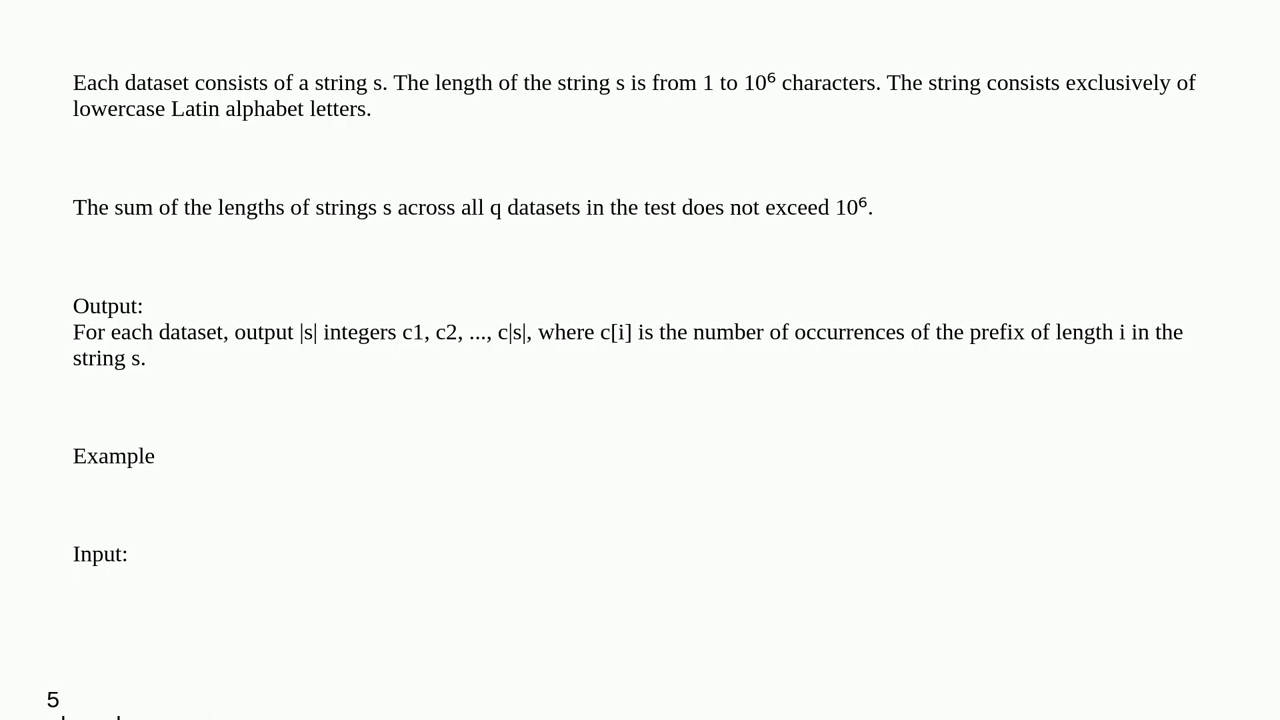 Each dataset consists of a string s. The length of the string s is from 1 to 10⁶ characters. The string consists exclusively of
lowercase Latin alphabet letters.
The sum of the lengths of strings s across all q datasets in the test does not exceed 10⁶.
Output:
For each dataset, output |s| integers c1, c2, ..., c|s|, where c[i] is the number of occurrences of the prefix of length i in the
string s.
Example
Input:
5